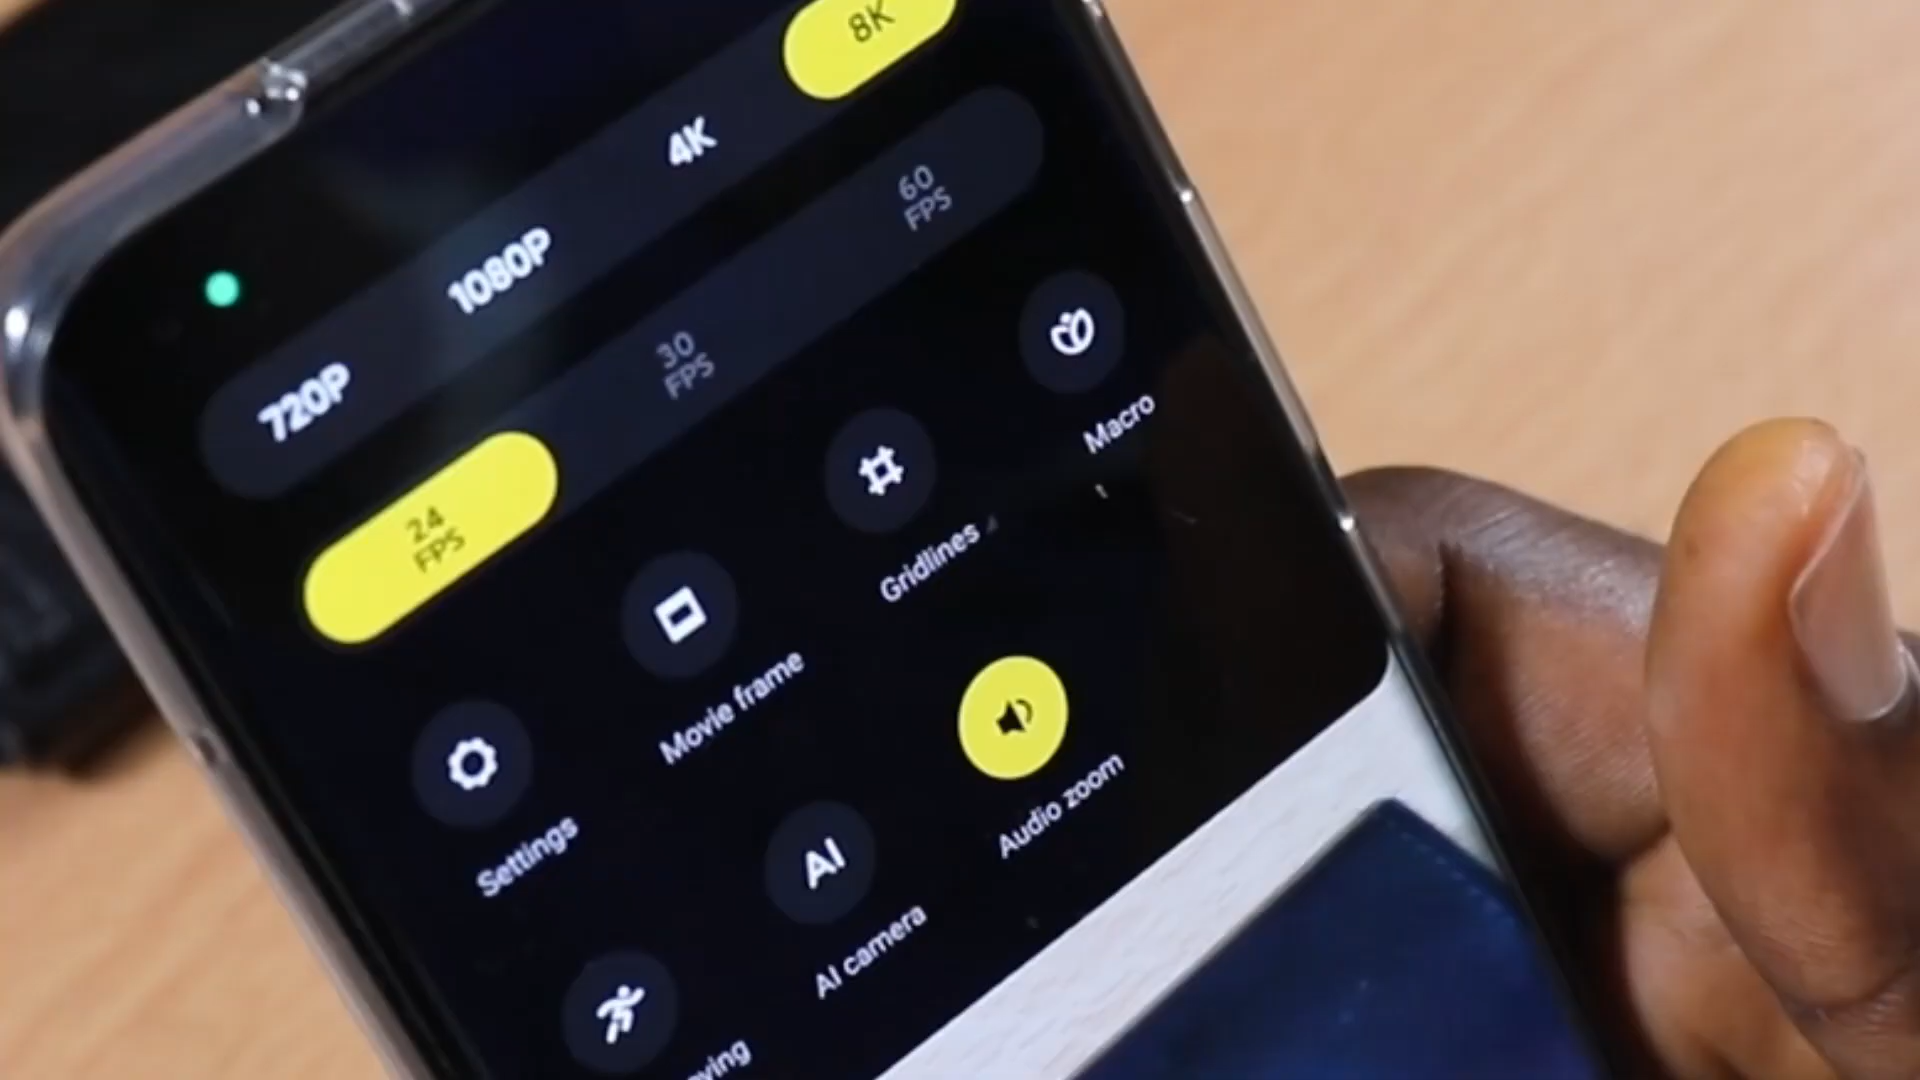 720P 1080P 4K 8K
24 FPS
30 FPS
60 FPS
Settings
Movie frame
Gridlines
Macro
AI
AI camera
Audio zoom